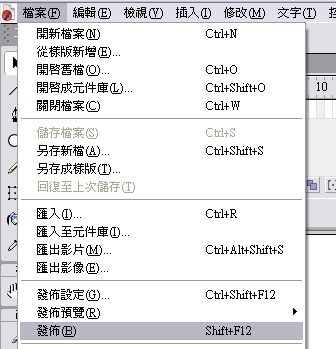 檔案(F) 編輯(E) 檢視(V) 插入(I) 修改(M) 文字(T)
開新檔案(N) Ctrl+N
從樣版新增(E)...
開啓舊檔(O)... Ctrl+O
開啓成元件庫(L)... Ctrl+Shift+O
關閉檔案(C) Ctrl+W
儲存檔案(S) Ctrl+S
另存新檔(A)... Ctrl+Shift+S
另存成樣版(T)...
回復至上次儲存(T)
匯入(I)... Ctrl+R
匯入至元件庫(I)...
匯出影片(M)... Ctrl+Alt+Shift+S
匯出影像(E)...
發佈設定(G)... Ctrl+Shift+F12
發佈預覽(R)
發佈(B) Shift+F12
10